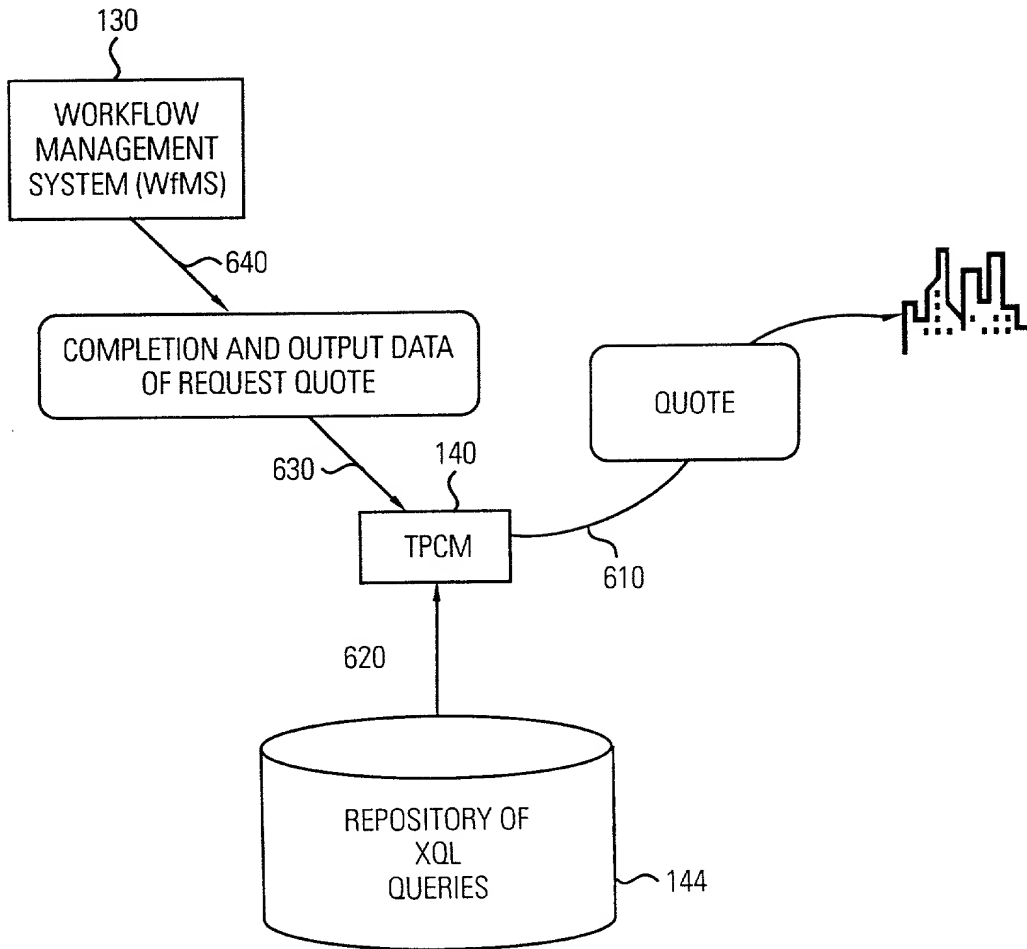 130
WORKFLOW
MANAGEMENT
SYSTEM (WfMS)
640
COMPLETION AND OUTPUT DATA
OF REQUEST QUOTE
QUOTE
630
140
TPCM
610
620
REPOSITORY OF
XQL
QUERIES
144